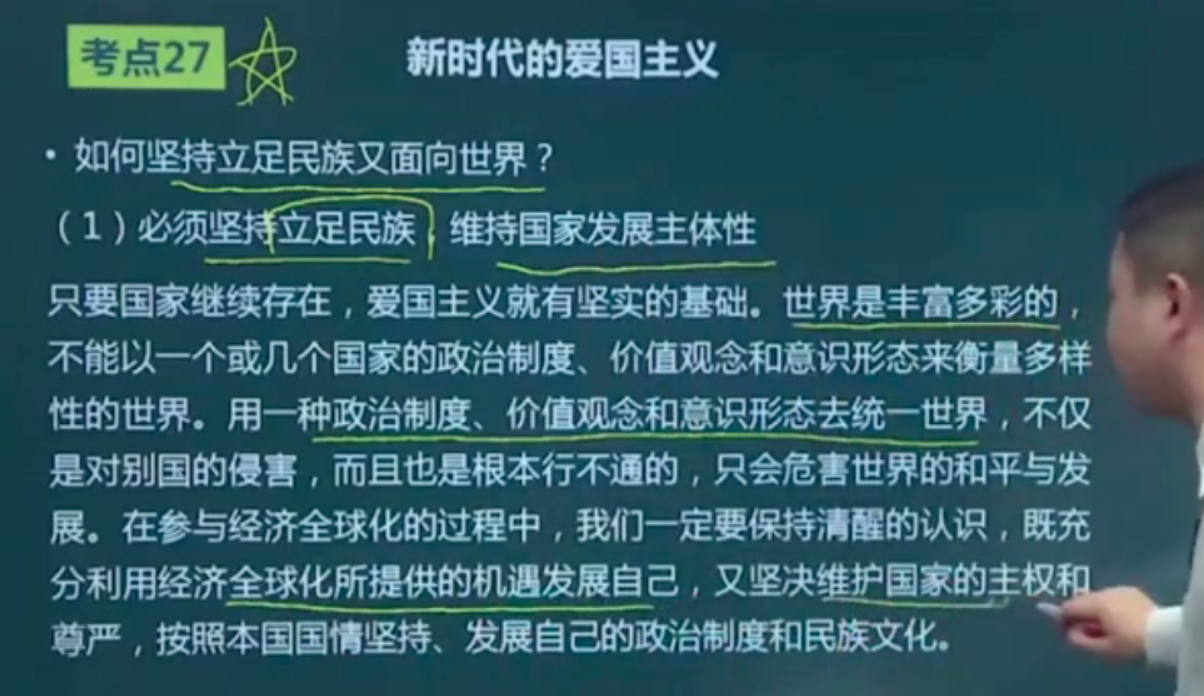 考点27
新时代的爱国主义
• 如何坚持立足民族又面向世界？
（1）必须坚持立足民族，维持国家发展主体性
只要国家继续存在，爱国主义就有坚实的基础。世界是丰富多彩的，
不能以一个或几个国家的政治制度、价值观念和意识形态来衡量多样
性的世界。用一种政治制度、价值观念和意识形态去统一世界，不仅
是对别国的侵害，而且也是根本行不通的，只会危害世界的和平与发
展。在参与经济全球化的过程中，我们一定要保持清醒的认识，既充
分利用经济全球化所提供的机遇发展自己，又坚决维护国家的主权和
尊严，按照本国国情坚持、发展自己的政治制度和民族文化。